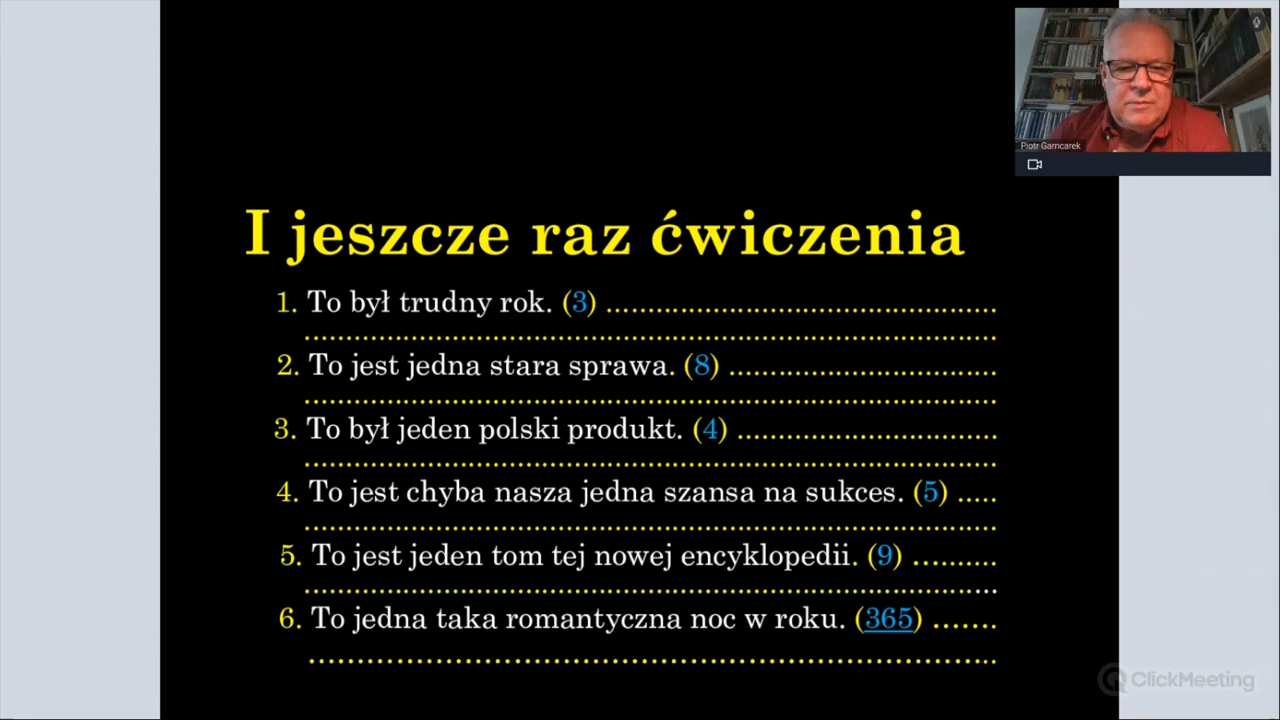 Piotr Garncarek
I jeszcze raz ćwiczenia
1. To był trudny rok. (3) ...............................................
...................................................................................
2. To jest jedna stara sprawa. (8) ................................
...................................................................................
3. To był jeden polski produkt. (4) ...............................
...................................................................................
4. To jest chyba nasza jedna szansa na sukces. (5) .....
...................................................................................
5. To jest jeden tom tej nowej encyklopedii. (9) ..........
...................................................................................
6. To jedna taka romantyczna noc w roku. (365) .......
...................................................................................
ClickMeeting